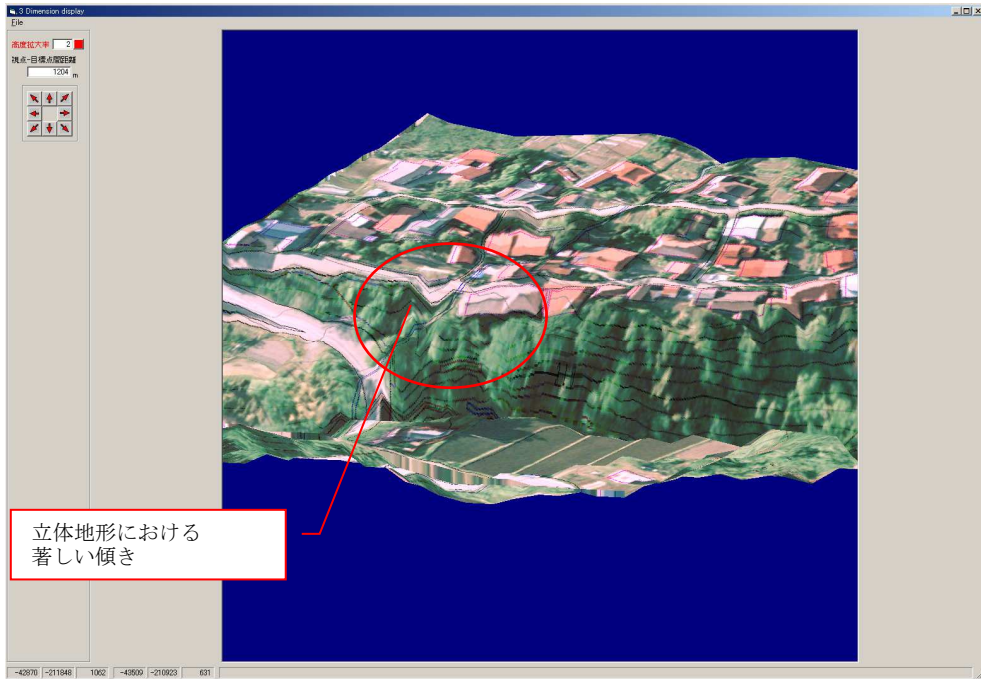 3 Dimension display
File
高度拡大率 2
視点-目標点間距離
1204 m
立体地形における
著しい傾き
-42870 -211848 1062 -43509 -210923 631